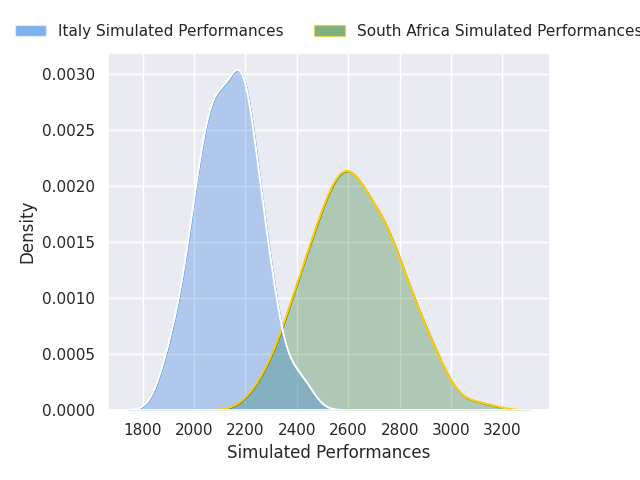 Italy Simulated Performances South Africa Simulated Performances
0.0030
0.0025
0.0020
0.0015
0.0010
0.0005
0.0000
Density
1800 2000 2200 2400 2600 2800 3000 3200
Simulated Performances